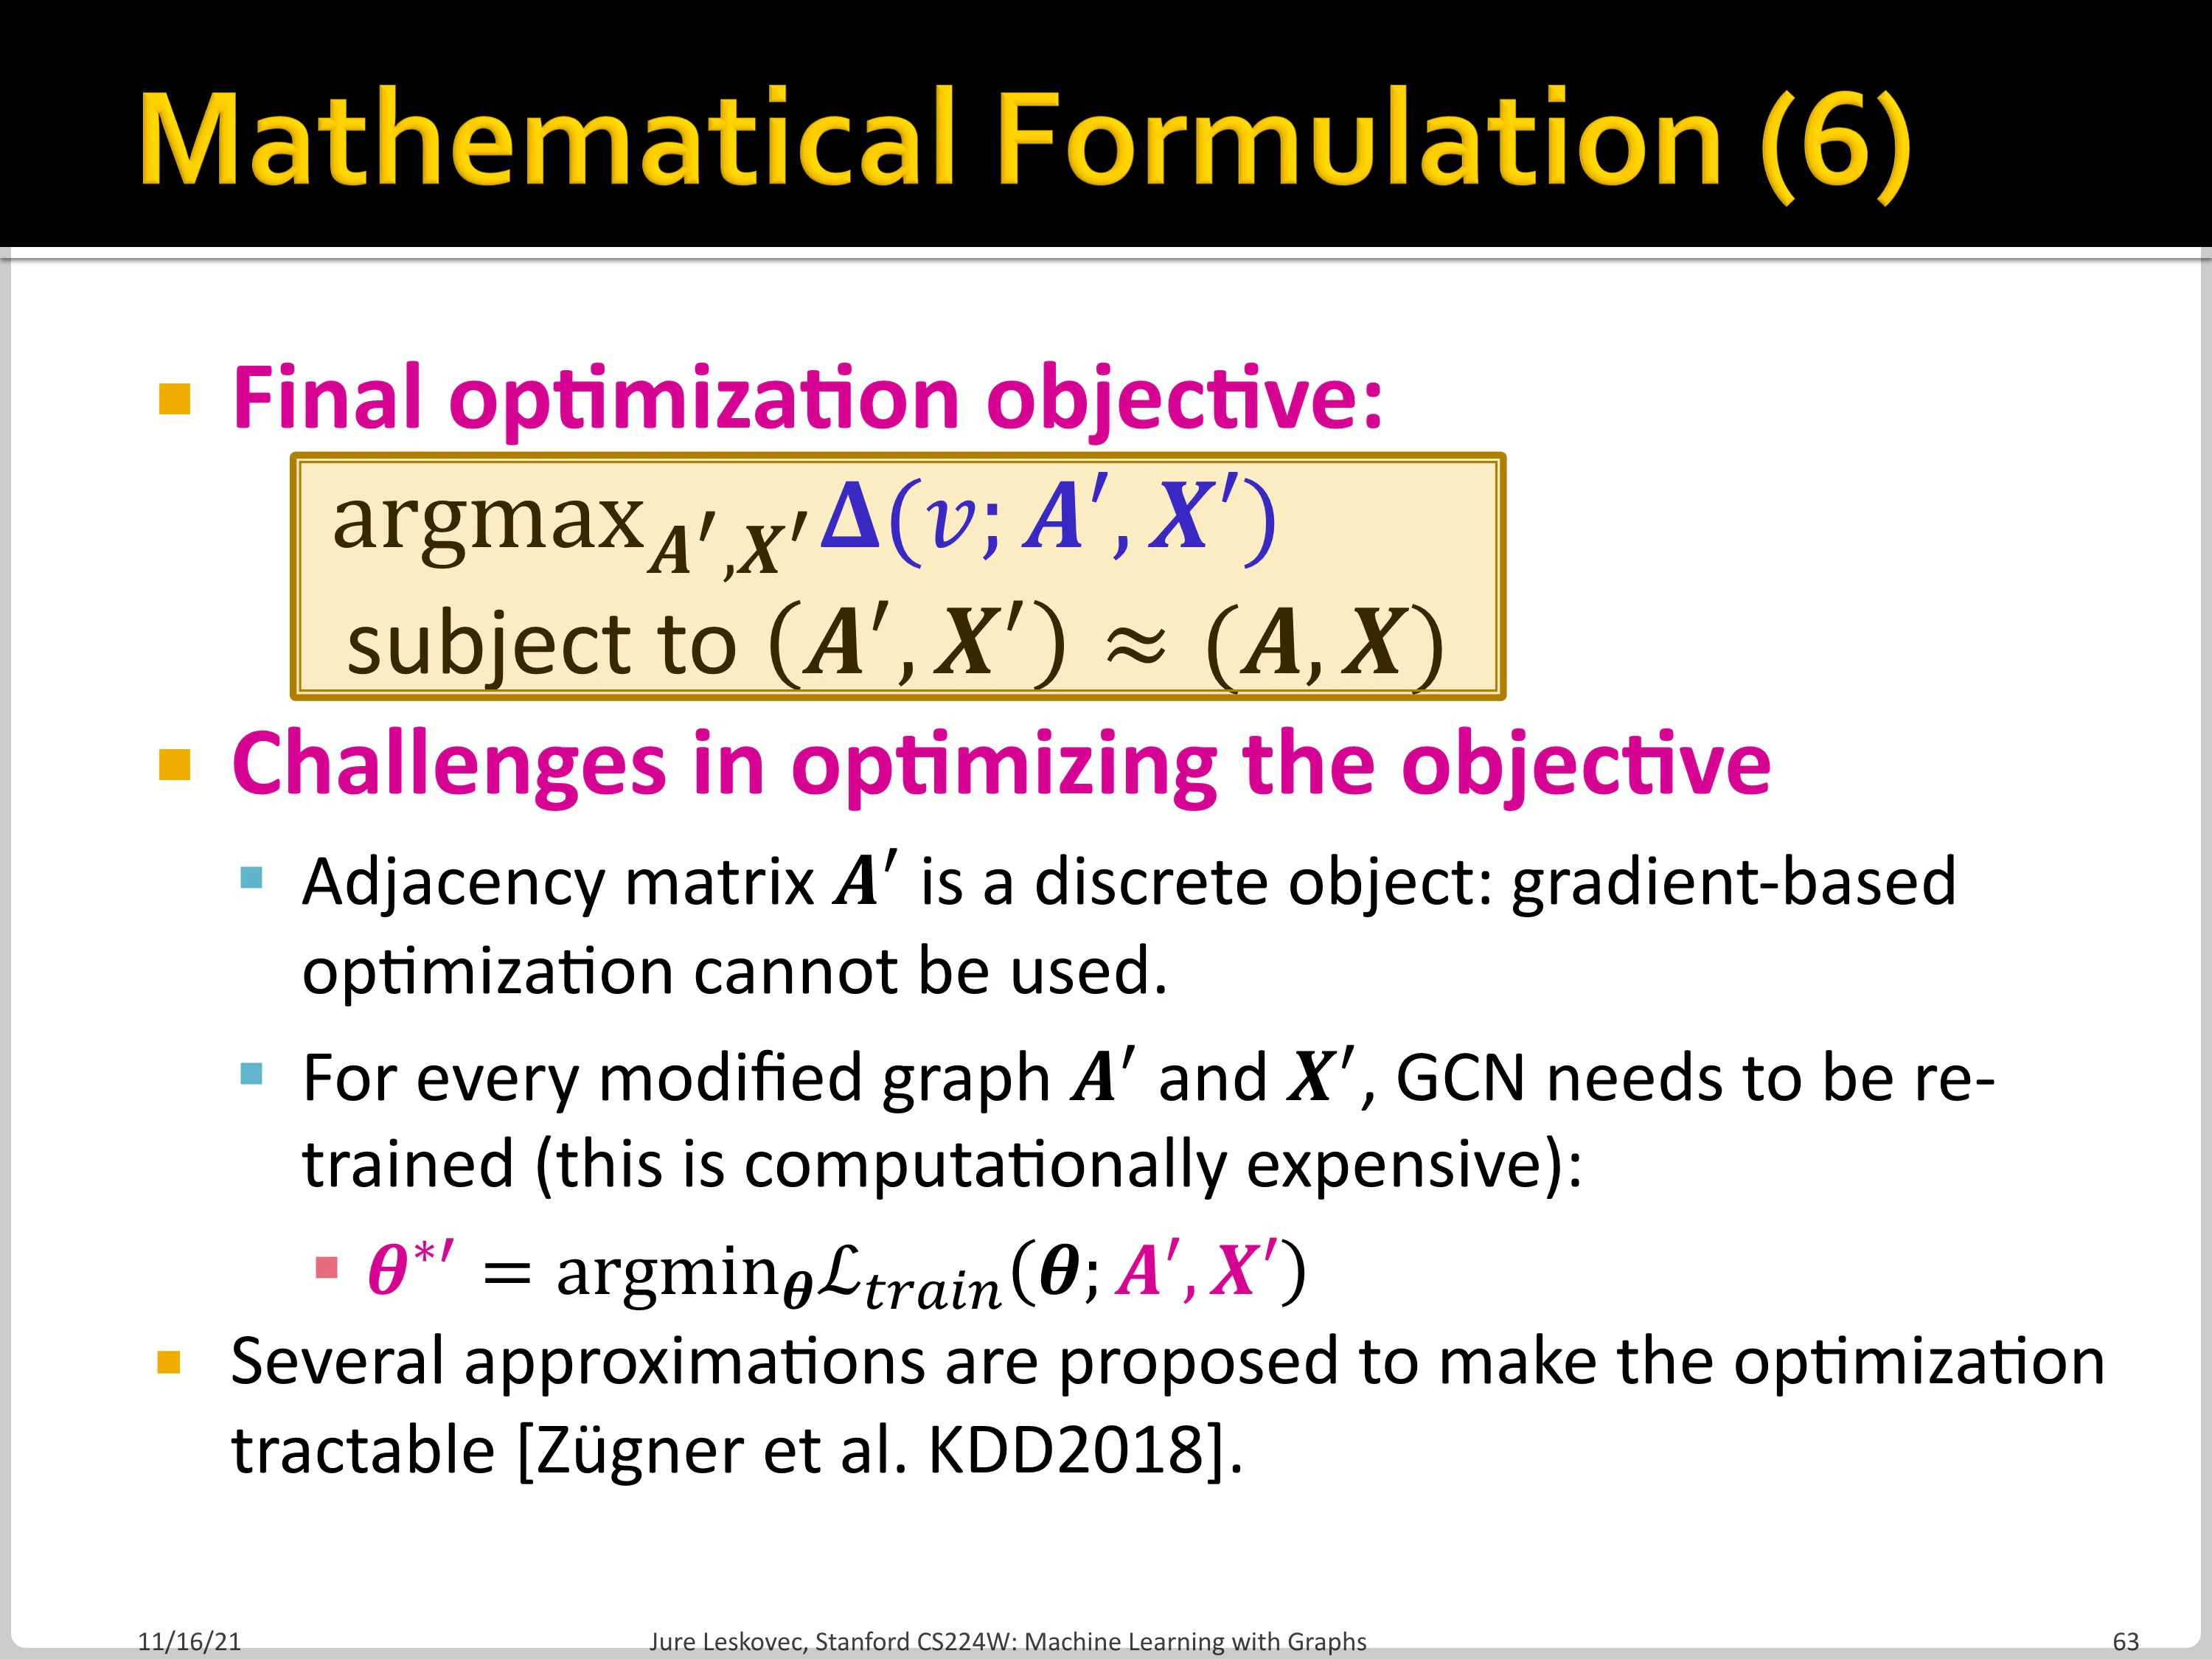 Mathematical Formulation (6)
Final optimization objective:
argmax_{A′,X′} Δ(v; A′, X′)
subject to (A′, X′) ≈ (A, X)
Challenges in optimizing the objective
Adjacency matrix A′ is a discrete object: gradient-based
optimization cannot be used.
For every modified graph A′ and X′, GCN needs to be re-
trained (this is computationally expensive):
θ*′ = argmin_θ ℒ_train(θ; A′, X′)
Several approximations are proposed to make the optimization
tractable [Zügner et al. KDD2018].
11/16/21
Jure Leskovec, Stanford CS224W: Machine Learning with Graphs
63